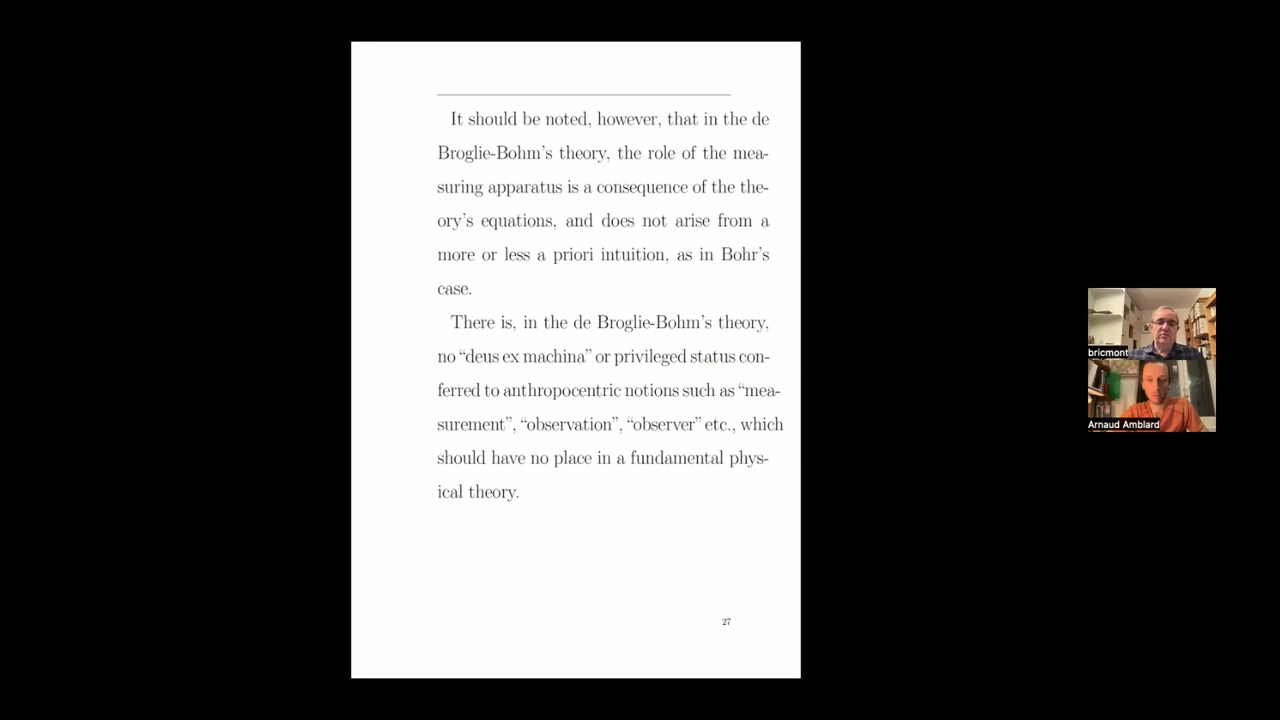 It should be noted, however, that in the de
Broglie-Bohm's theory, the role of the mea-
suring apparatus is a consequence of the the-
ory's equations, and does not arise from a
more or less a priori intuition, as in Bohr's
case.
There is, in the de Broglie-Bohm's theory,
no “deus ex machina” or privileged status con-
ferred to anthropocentric notions such as “mea-
surement”, “observation”, “observer” etc., which
should have no place in a fundamental phys-
ical theory.
27
bricmont
Arnaud Amblard